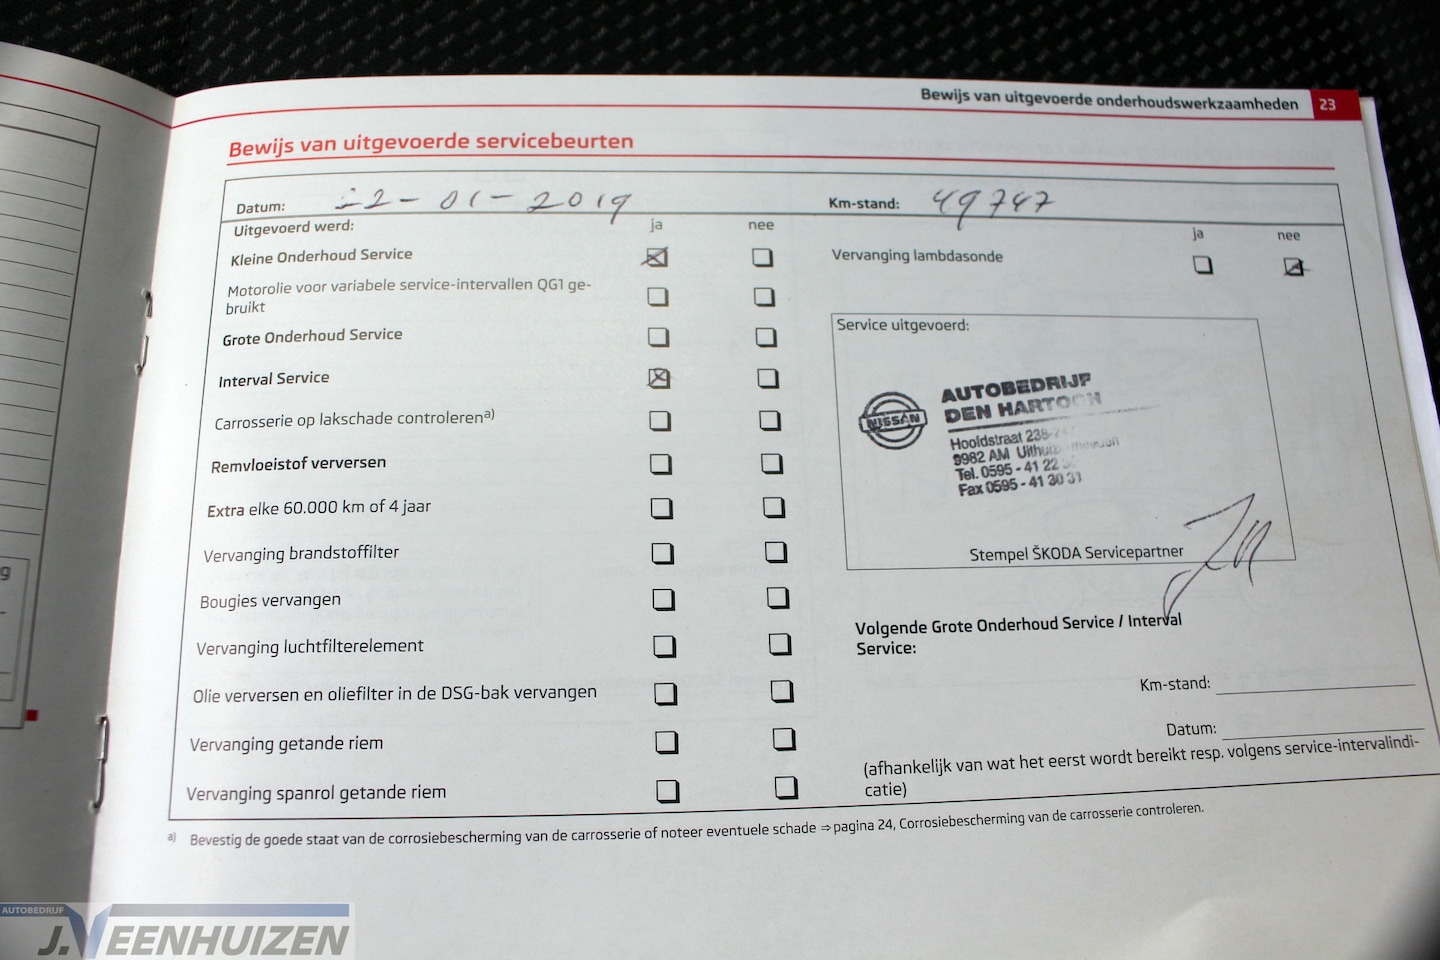 Bewijs van uitgevoerde onderhoudswerkzaamheden 23
Bewijs van uitgevoerde servicebeurten
Datum: 22-01-2019 Km-stand: 49747
Uitgevoerd werd: ja nee ja nee
Kleine Onderhoud Service
Vervanging lambdasonde
Motorolie voor variabele service-intervallen QG1 ge-
bruikt
Grote Onderhoud Service
Interval Service
Carrosserie op lakschade controleren a)
Remvloeistof verversen
Extra elke 60.000 km of 4 jaar
Vervanging brandstoffilter
Bougies vervangen
Vervanging luchtfilterelement
Olie verversen en oliefilter in de DSG-bak vervangen
Vervanging getande riem
Vervanging spanrol getande riem
Service uitgevoerd:
NISSAN
AUTOBEDRIJF
DEN HARTOGH
Hoofdstraat
9982 AM
Tel. 0595 - 41 22
Fax 0595 - 41 30 31
Stempel ŠKODA Servicepartner
Volgende Grote Onderhoud Service / Interval
Service:
Km-stand:
Datum:
(afhankelijk van wat het eerst wordt bereikt resp. volgens service-intervalindi-
catie)
a) Bevestig de goede staat van de corrosiebescherming van de carrosserie of noteer eventuele schade ⇒ pagina 24, Corrosiebescherming van de carrosserie controleren.
AUTOBEDRIJF
J. VEENHUIZEN